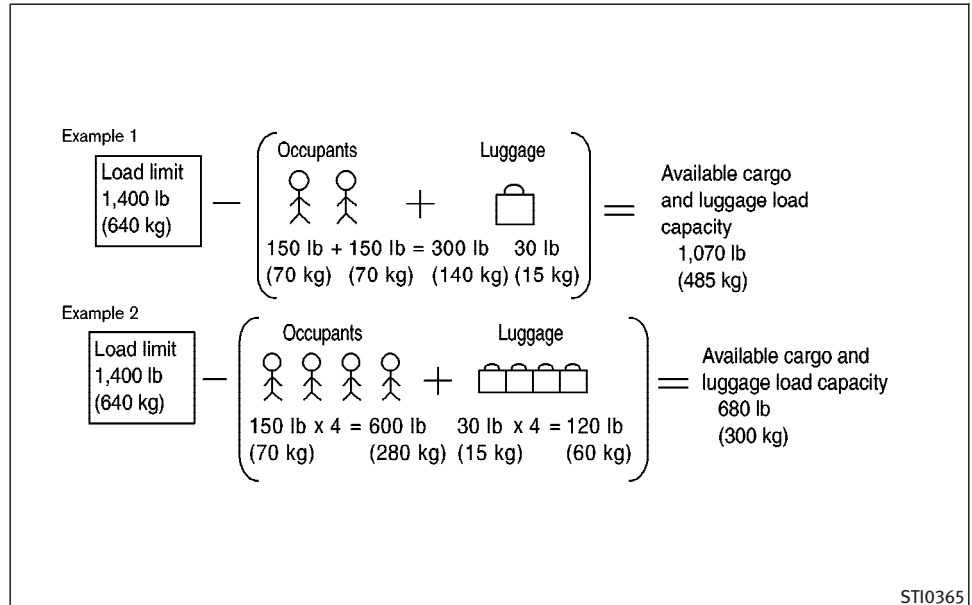 Example 1
Load limit
1,400 lb
(640 kg)
−
Occupants
+
Luggage
150 lb + 150 lb = 300 lb 30 lb
(70 kg) (70 kg) (140 kg) (15 kg)
=
Available cargo
and luggage load
capacity
1,070 lb
(485 kg)
Example 2
Load limit
1,400 lb
(640 kg)
−
Occupants
+
Luggage
150 lb x 4 = 600 lb 30 lb x 4 = 120 lb
(70 kg) (280 kg) (15 kg) (60 kg)
=
Available cargo and
luggage load capacity
680 lb
(300 kg)
STI0365